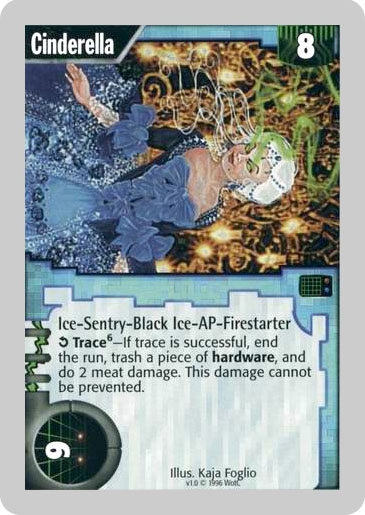 Cinderella
8
Ice-Sentry-Black Ice-AP-Firestarter
↺ Trace⁶–If trace is successful, end
the run, trash a piece of hardware, and
do 2 meat damage. This damage cannot
be prevented.
6
Illus. Kaja Foglio
v1.0 © 1996 WotC